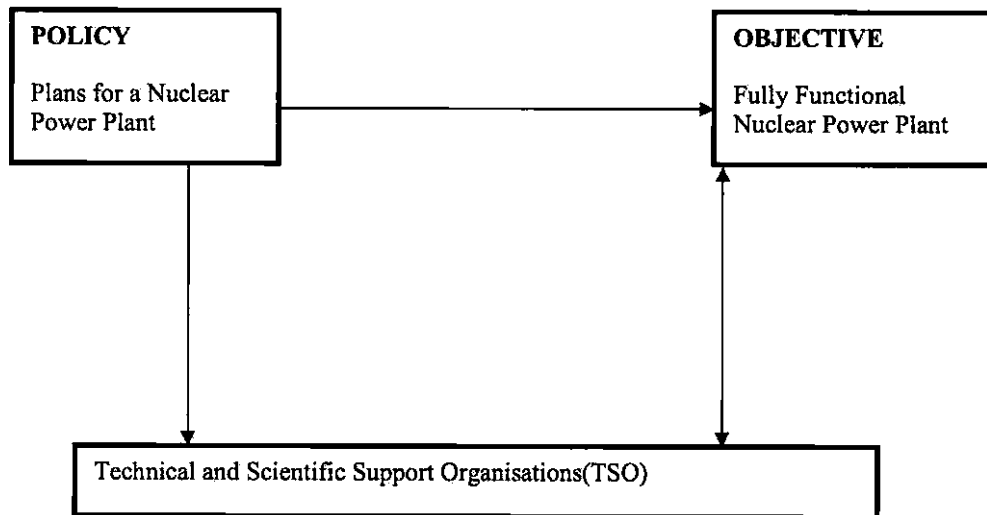 POLICY
Plans for a Nuclear
Power Plant
OBJECTIVE
Fully Functional
Nuclear Power Plant
Technical and Scientific Support Organisations(TSO)